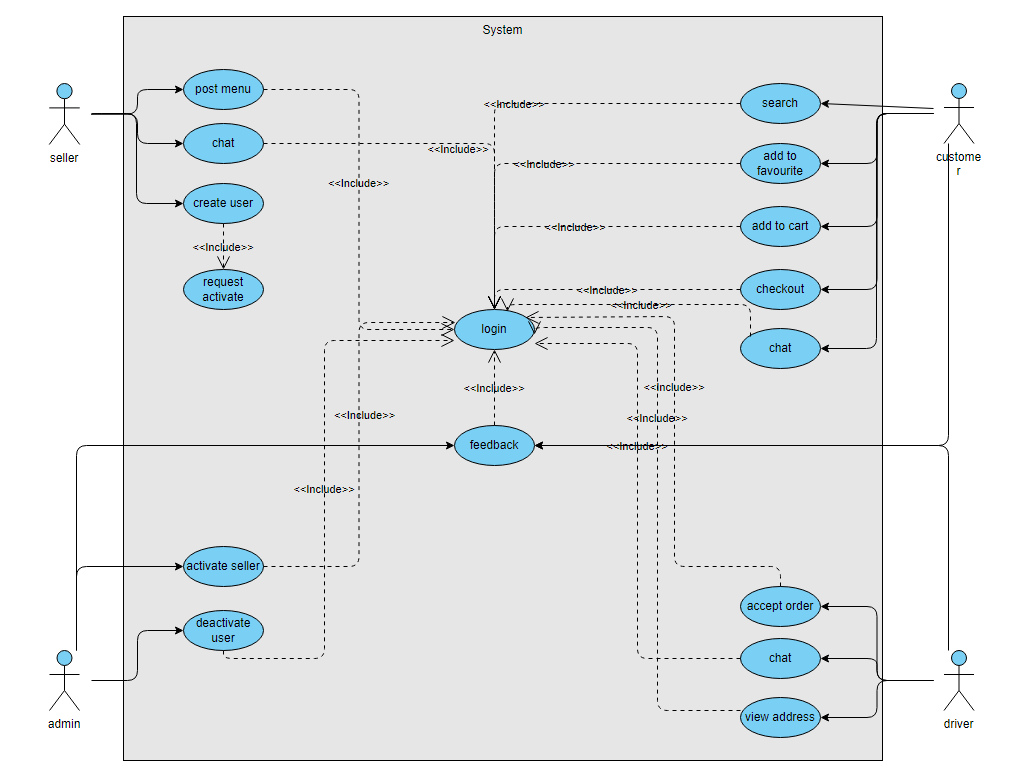 System
post menu
search
<<Include>>
chat
<<Include>>
seller
add to
favourite
<<Include>>
custome
r
<<Include>>
create user
add to cart
<<Include>>
<<Include>>
request
activate
checkout
<<Include>>
<<Include>>
login
chat
<<Include>>
<<Include>>
<<Include>>
<<Include>>
feedback
<<Include>>
<<Include>>
activate seller
accept order
deactivate
user
chat
view address
admin
driver